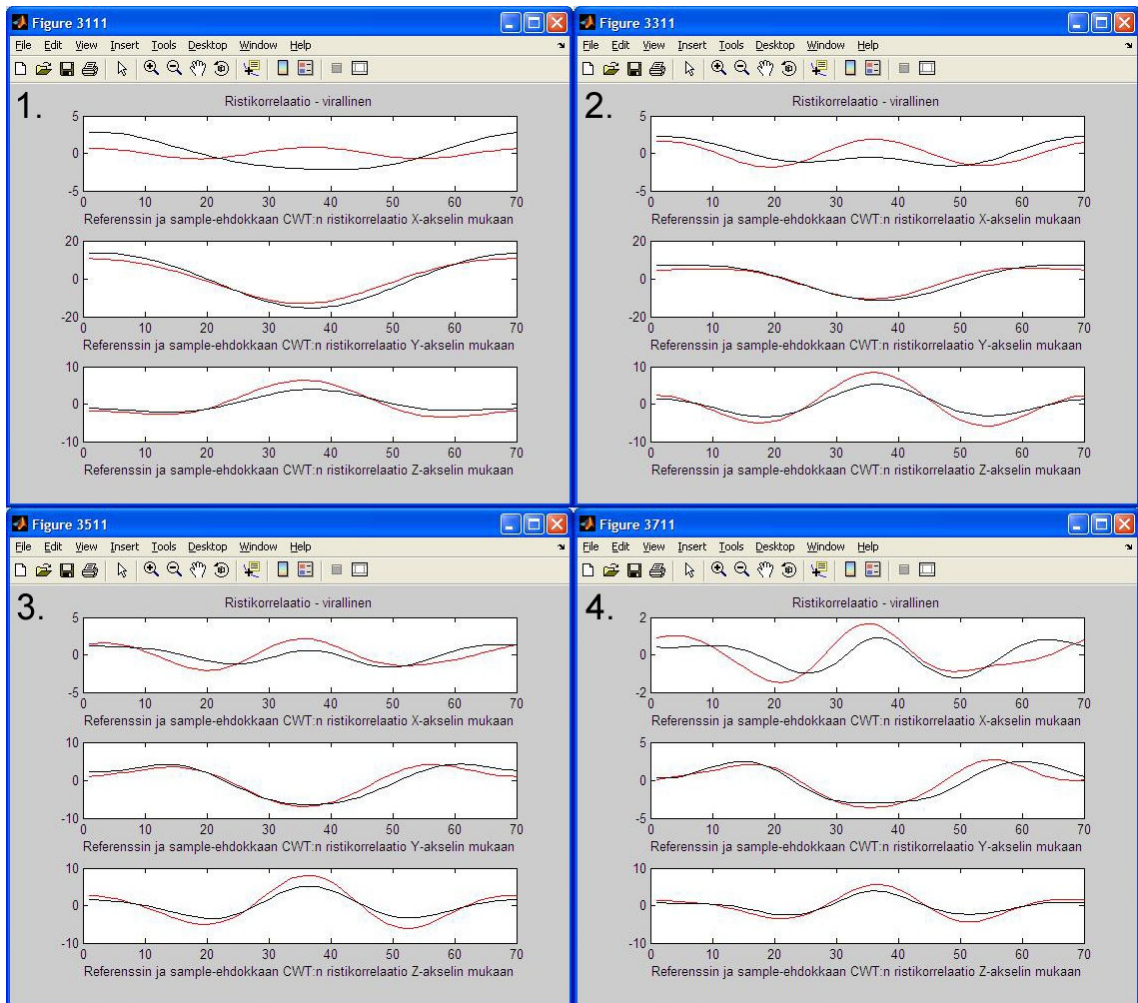 Figure 3111
File Edit View Insert Tools Desktop Window Help
1.
Ristikorrelaatio - virallinen
5
0
-5
0 10 20 30 40 50 60 70
Referenssin ja sample-ehdokkaan CWT:n ristikorrelaatio X-akselin mukaan
20
0
-20
0 10 20 30 40 50 60 70
Referenssin ja sample-ehdokkaan CWT:n ristikorrelaatio Y-akselin mukaan
10
0
-10
0 10 20 30 40 50 60 70
Referenssin ja sample-ehdokkaan CWT:n ristikorrelaatio Z-akselin mukaan
Figure 3311
File Edit View Insert Tools Desktop Window Help
2.
Ristikorrelaatio - virallinen
5
0
-5
0 10 20 30 40 50 60 70
Referenssin ja sample-ehdokkaan CWT:n ristikorrelaatio X-akselin mukaan
20
0
-20
0 10 20 30 40 50 60 70
Referenssin ja sample-ehdokkaan CWT:n ristikorrelaatio Y-akselin mukaan
10
0
-10
0 10 20 30 40 50 60 70
Referenssin ja sample-ehdokkaan CWT:n ristikorrelaatio Z-akselin mukaan
Figure 3511
File Edit View Insert Tools Desktop Window Help
3.
Ristikorrelaatio - virallinen
5
0
-5
0 10 20 30 40 50 60 70
Referenssin ja sample-ehdokkaan CWT:n ristikorrelaatio X-akselin mukaan
10
0
-10
0 10 20 30 40 50 60 70
Referenssin ja sample-ehdokkaan CWT:n ristikorrelaatio Y-akselin mukaan
10
0
-10
0 10 20 30 40 50 60 70
Referenssin ja sample-ehdokkaan CWT:n ristikorrelaatio Z-akselin mukaan
Figure 3711
File Edit View Insert Tools Desktop Window Help
4.
Ristikorrelaatio - virallinen
2
0
-2
0 10 20 30 40 50 60 70
Referenssin ja sample-ehdokkaan CWT:n ristikorrelaatio X-akselin mukaan
5
0
-5
0 10 20 30 40 50 60 70
Referenssin ja sample-ehdokkaan CWT:n ristikorrelaatio Y-akselin mukaan
10
0
-10
0 10 20 30 40 50 60 70
Referenssin ja sample-ehdokkaan CWT:n ristikorrelaatio Z-akselin mukaan